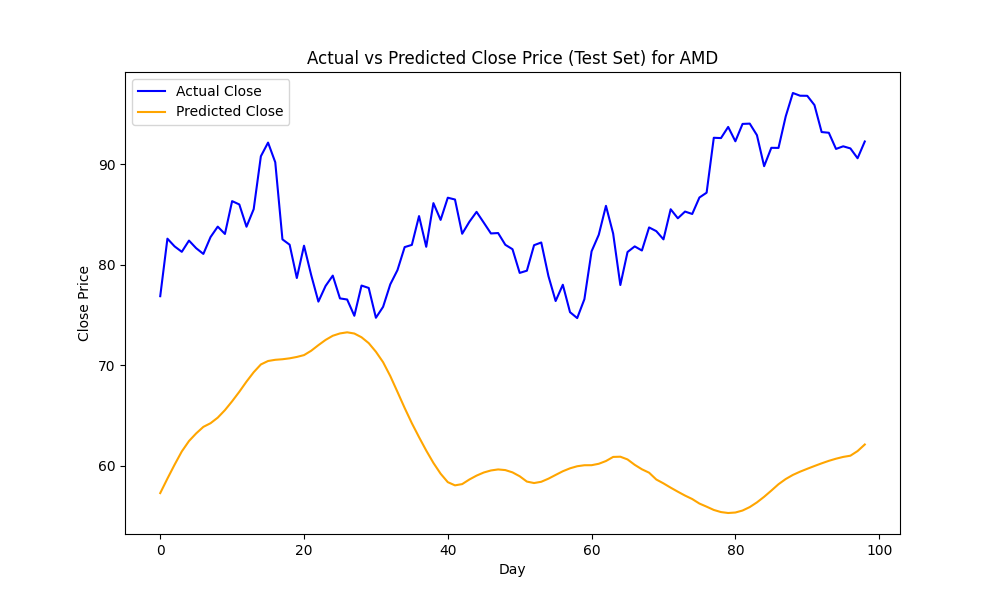 Actual vs Predicted Close Price (Test Set) for AMD
Actual Close
Predicted Close
Close Price
90
80
70
60
0 20 40 60 80 100
Day